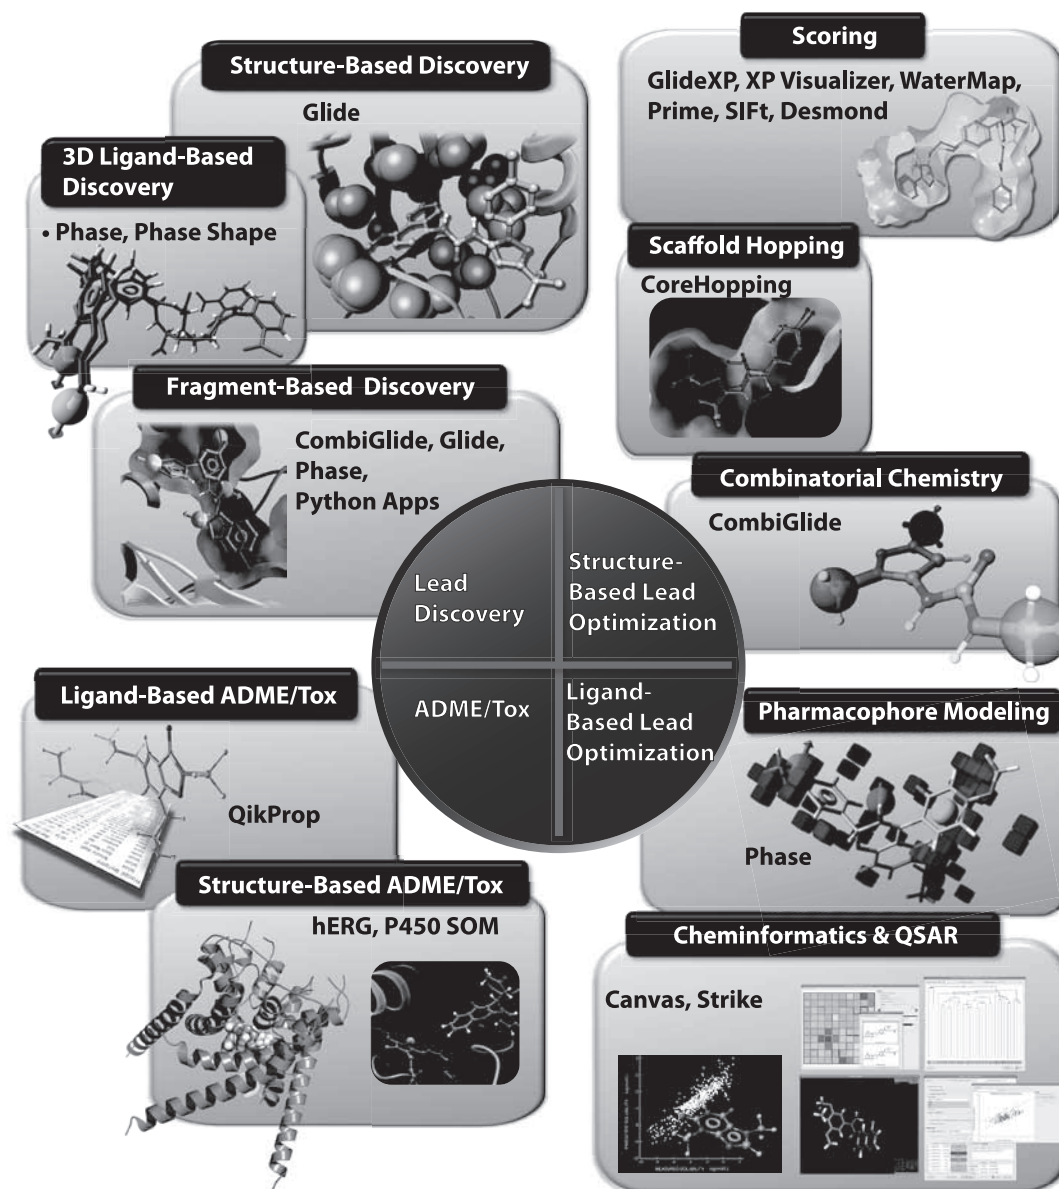 Structure-Based Discovery
Glide
3D Ligand-Based
Discovery
• Phase, Phase Shape
Fragment-Based Discovery
CombiGlide, Glide,
Phase,
Python Apps
Scoring
GlideXP, XP Visualizer, WaterMap,
Prime, SIFt, Desmond
Scaffold Hopping
CoreHopping
Combinatorial Chemistry
CombiGlide
Lead
Discovery
Structure-
Based Lead
Optimization
ADME/Tox
Ligand-
Based Lead
Optimization
Ligand-Based ADME/Tox
QikProp
Structure-Based ADME/Tox
hERG, P450 SOM
Pharmacophore Modeling
Phase
Cheminformatics & QSAR
Canvas, Strike